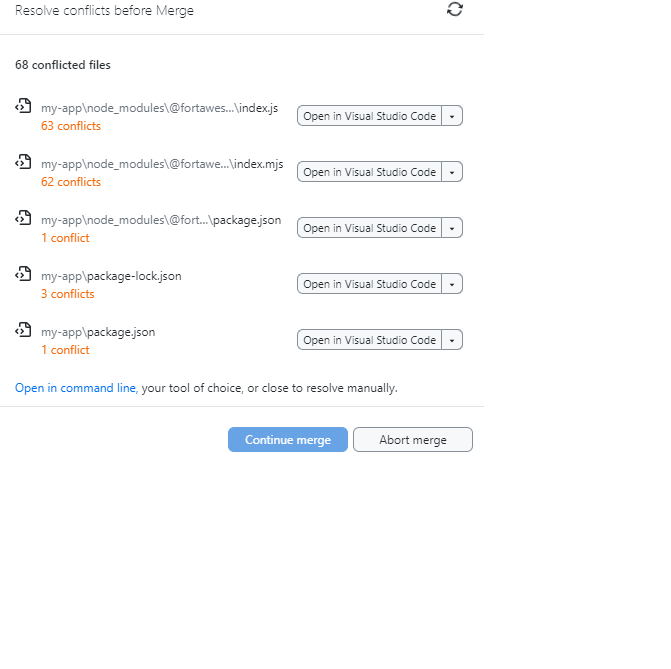 Resolve conflicts before Merge
68 conflicted files
my-app\node_modules\@fortawes...\index.js
Open in Visual Studio Code
63 conflicts
my-app\node_modules\@fortawe...\index.mjs
Open in Visual Studio Code
62 conflicts
my-app\node_modules\@fort...\package.json
Open in Visual Studio Code
1 conflict
my-app\package-lock.json
Open in Visual Studio Code
3 conflicts
my-app\package.json
Open in Visual Studio Code
1 conflict
Open in command line, your tool of choice, or close to resolve manually.
Continue merge
Abort merge